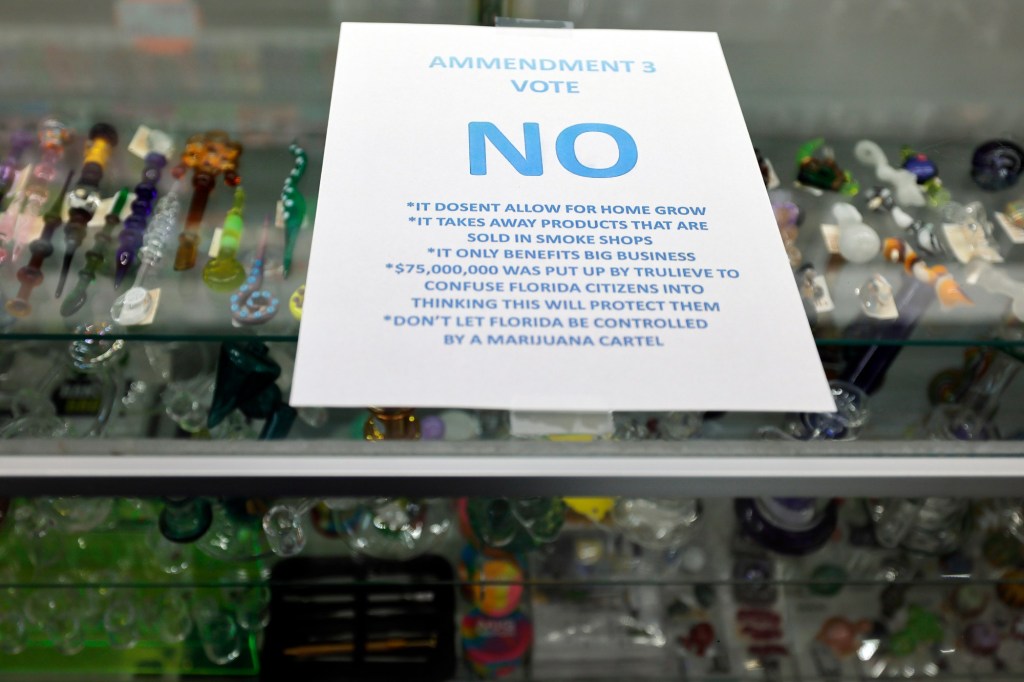 AMMENDMENT 3
VOTE
NO
*IT DOSENT ALLOW FOR HOME GROW
*IT TAKES AWAY PRODUCTS THAT ARE
SOLD IN SMOKE SHOPS
*IT ONLY BENEFITS BIG BUSINESS
*$75,000,000 WAS PUT UP BY TRULIEVE TO
CONFUSE FLORIDA CITIZENS INTO
THINKING THIS WILL PROTECT THEM
*DON'T LET FLORIDA BE CONTROLLED
BY A MARIJUANA CARTEL